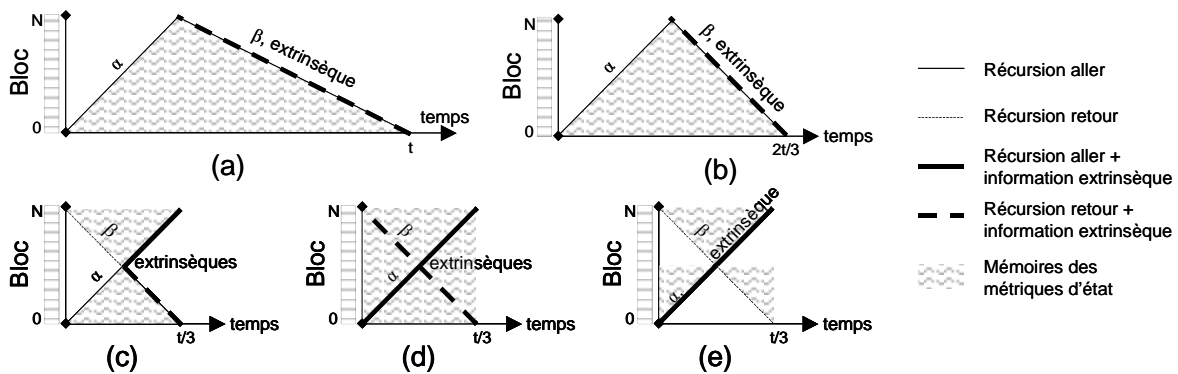 N
Bloc
0
α
β, extrinsèque
temps
t
(a)
N
Bloc
0
α
β, extrinsèque
temps
2t/3
(b)
N
Bloc
0
β
α
extrinsèques
temps
t/3
(c)
N
Bloc
0
β
α
extrinsèques
temps
t/3
(d)
N
Bloc
0
β
α,
extrinsèque
temps
t/3
(e)
Récursion aller
Récursion retour
Récursion aller +
information extrinsèque
Récursion retour +
information extrinsèque
Mémoires des
métriques d'état